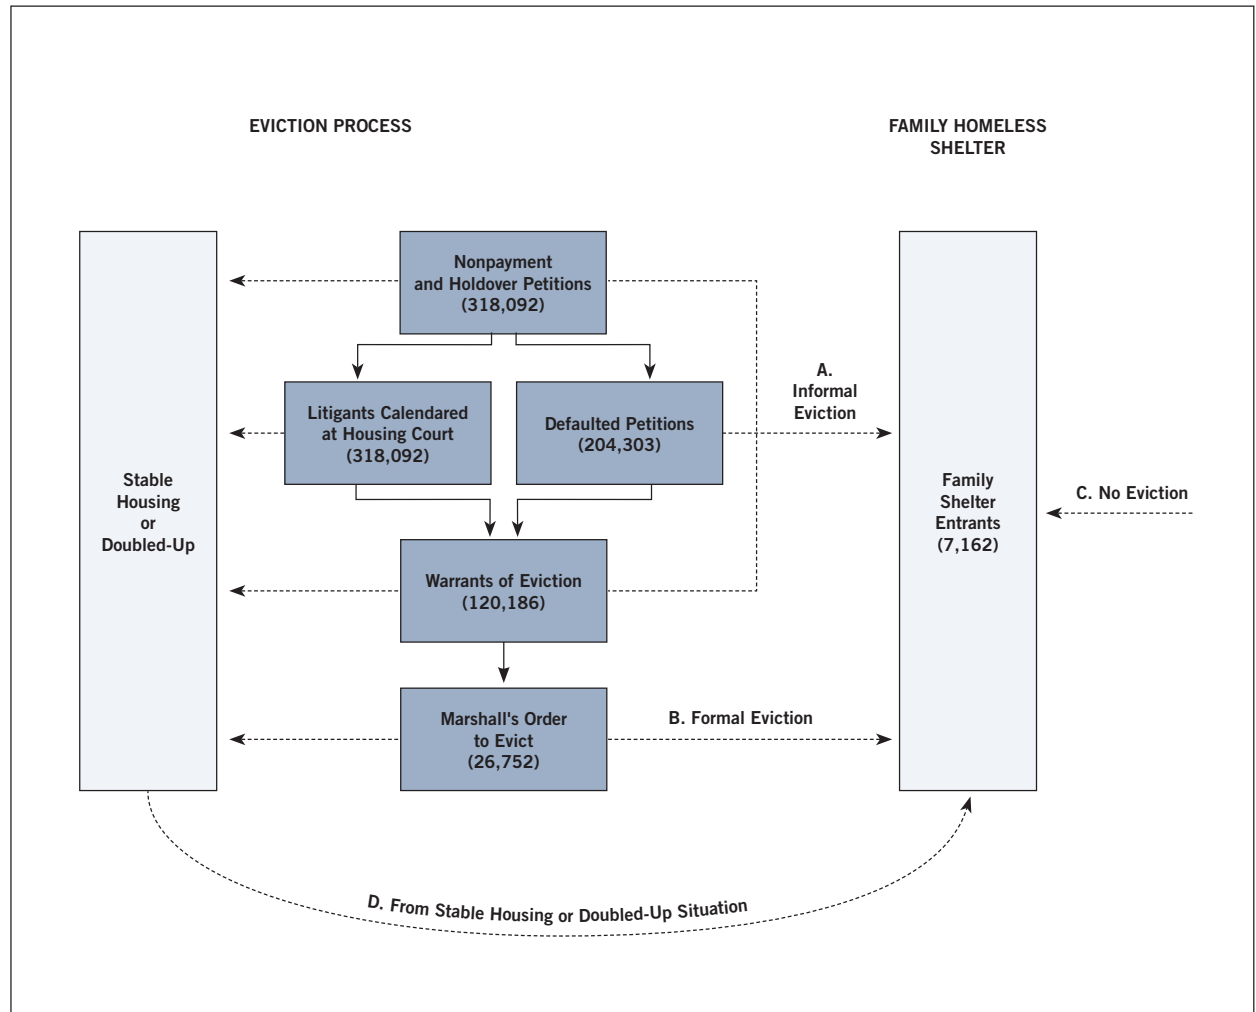 EVICTION PROCESS
FAMILY HOMELESS
SHELTER
Nonpayment
and Holdover Petitions
(318,092)
A.
Informal
Eviction
Litigants Calendared
at Housing Court
(318,092)
Defaulted Petitions
(204,303)
Stable
Housing
or
Doubled-Up
Family
Shelter
Entrants
(7,162)
C. No Eviction
Warrants of Eviction
(120,186)
Marshall's Order
to Evict
(26,752)
B. Formal Eviction
D. From Stable Housing or Doubled-Up Situation